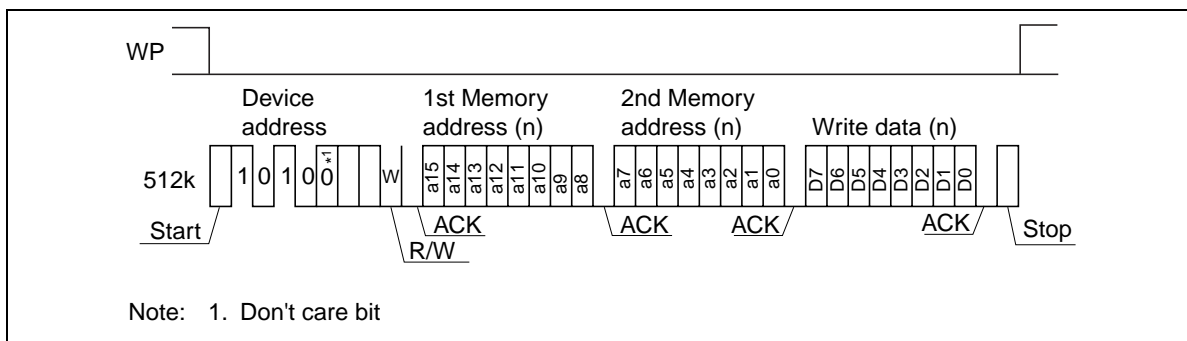 WP
Device
address
1st Memory
address (n)
2nd Memory
address (n)
Write data (n)
512k
1 0 1 0 0 *1 W a15 a14 a13 a12 a11 a10 a9 a8 a7 a6 a5 a4 a3 a2 a1 a0 D7 D6 D5 D4 D3 D2 D1 D0
Start
R/W
ACK
ACK
ACK
ACK
Stop
Note: 1. Don't care bit